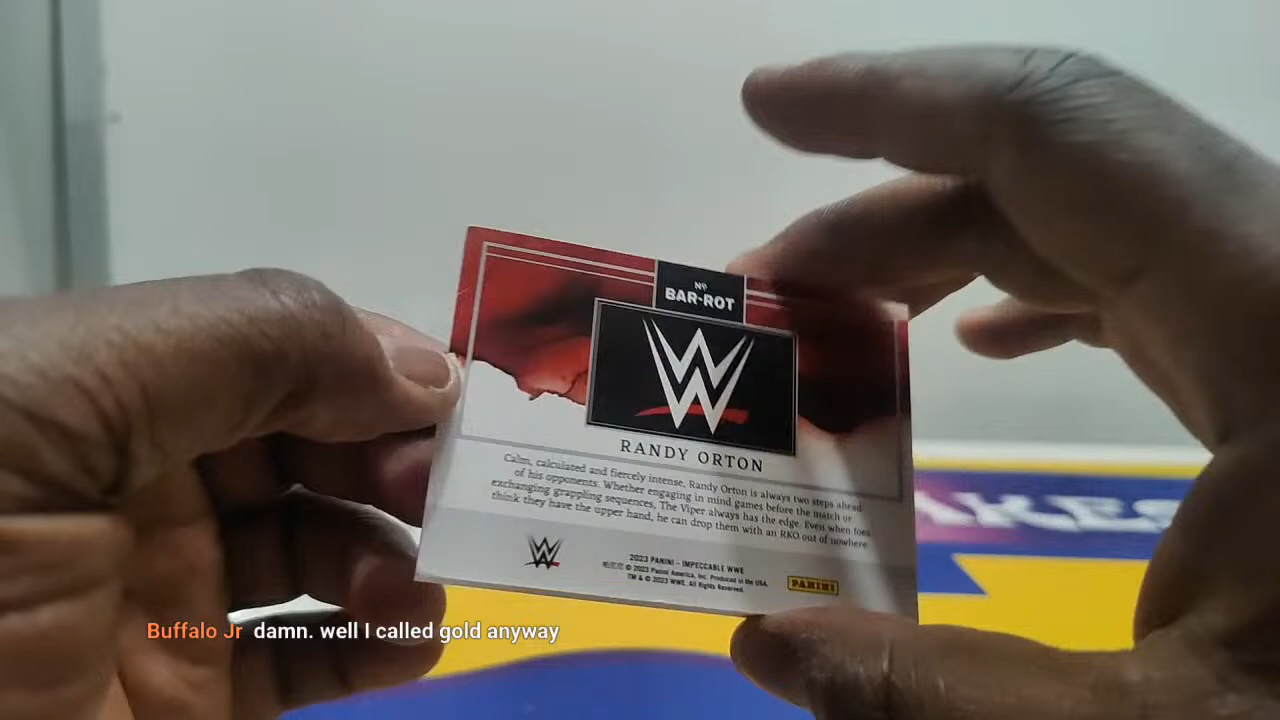 Nº
BAR-ROT
W
RANDY ORTON
Calm, calculated and fiercely intense, Randy Orton is always two steps ahead
of his opponents. Whether engaging in mind games before the match or
exchanging grappling sequences, The Viper always has the edge. Even when foes
think they have the upper hand, he can drop them with an RKO out of nowhere.
W
2023 PANINI – IMPECCABLE WWE
© 2023 Panini America, Inc. Produced in the USA.
TM & © 2023 WWE. All Rights Reserved.
PANINI
Buffalo Jr damn. well I called gold anyway